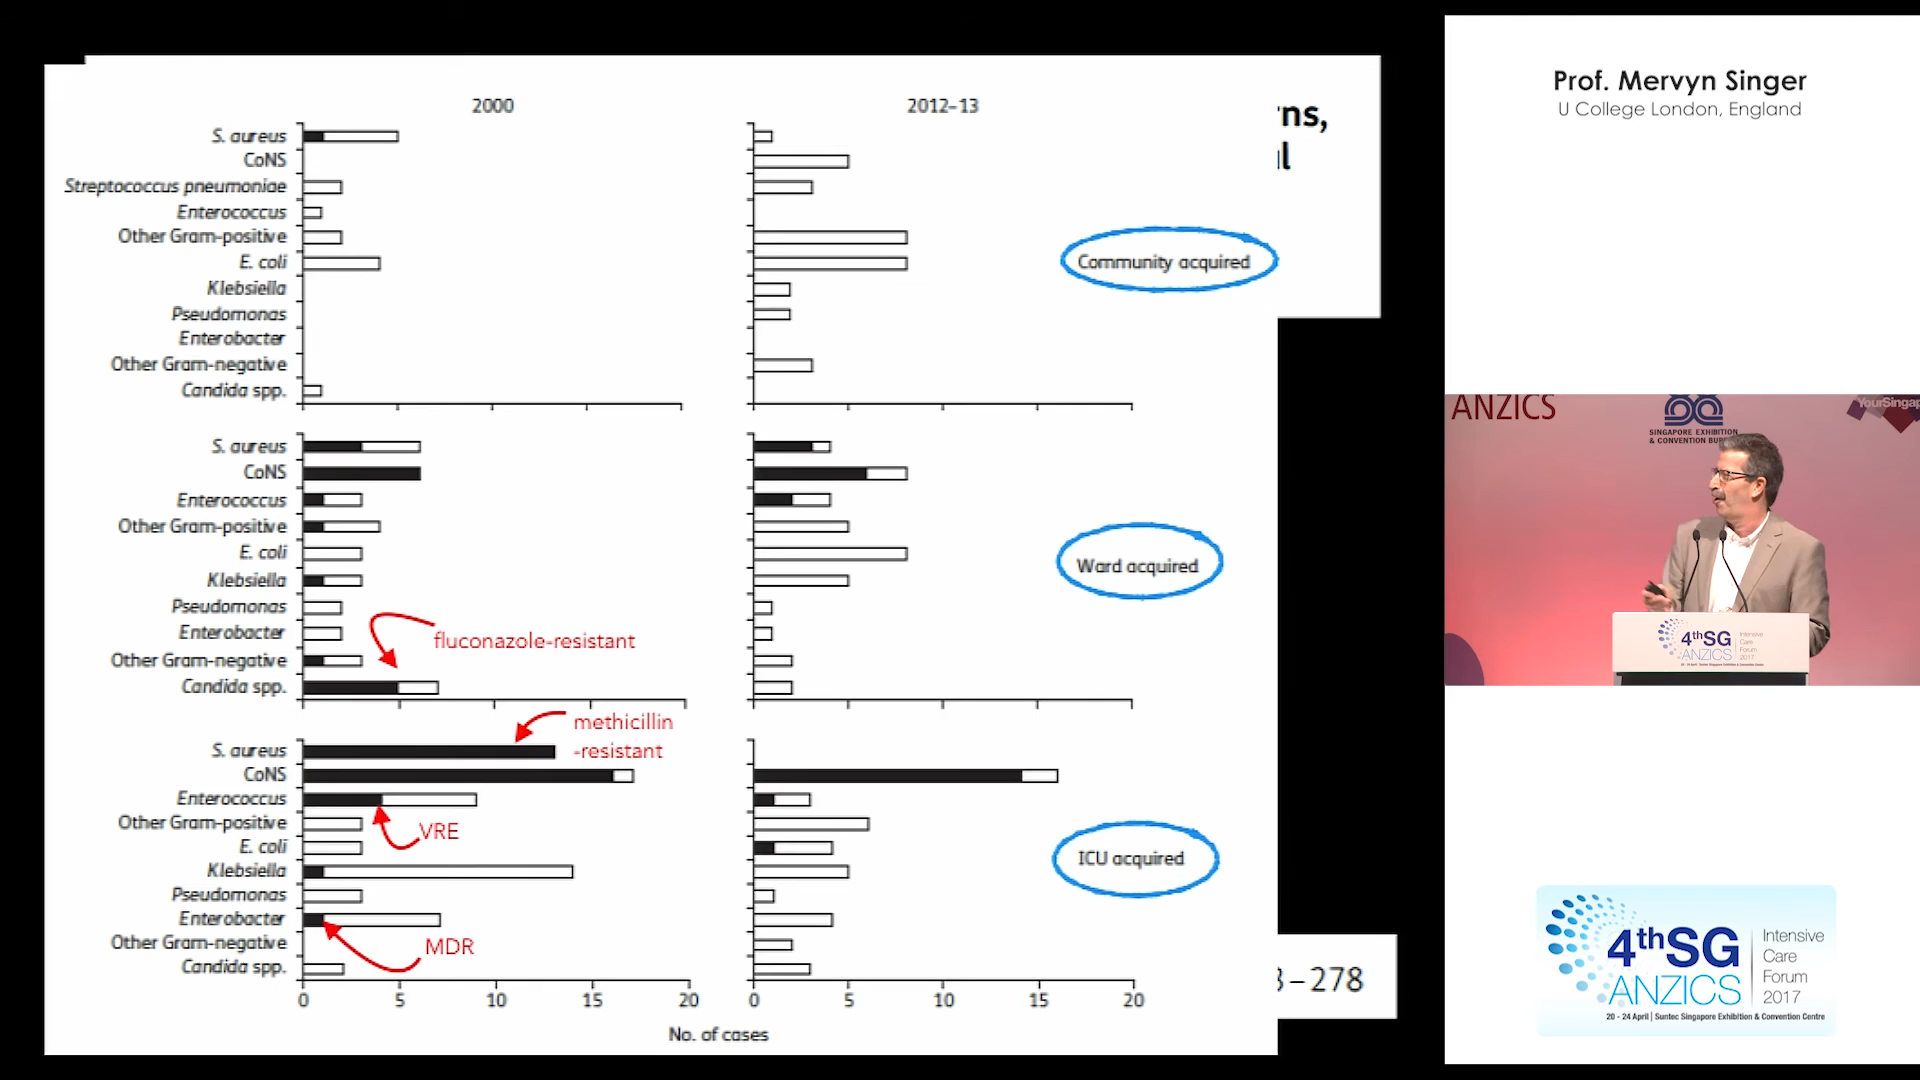 2000
2012–13
S. aureus
CoNS
Streptococcus pneumoniae
Enterococcus
Other Gram-positive
E. coli
Klebsiella
Pseudomonas
Enterobacter
Other Gram-negative
Candida spp.
Community acquired
S. aureus
CoNS
Enterococcus
Other Gram-positive
E. coli
Klebsiella
Pseudomonas
Enterobacter
Other Gram-negative
Candida spp.
fluconazole-resistant
Ward acquired
S. aureus
CoNS
Enterococcus
Other Gram-positive
E. coli
Klebsiella
Pseudomonas
Enterobacter
Other Gram-negative
Candida spp.
methicillin
-resistant
VRE
MDR
ICU acquired
0 5 10 15 20
0 5 10 15 20
No. of cases
–278
Prof. Mervyn Singer
U College London, England
ANZICS
SINGAPORE EXHIBITION
& CONVENTION
4thSG
ANZICS
Intensive
Care
Forum
2017
4thSG
ANZICS
Intensive
Care
Forum
2017
20 - 24 April | Suntec Singapore Exhibition & Convention Centre